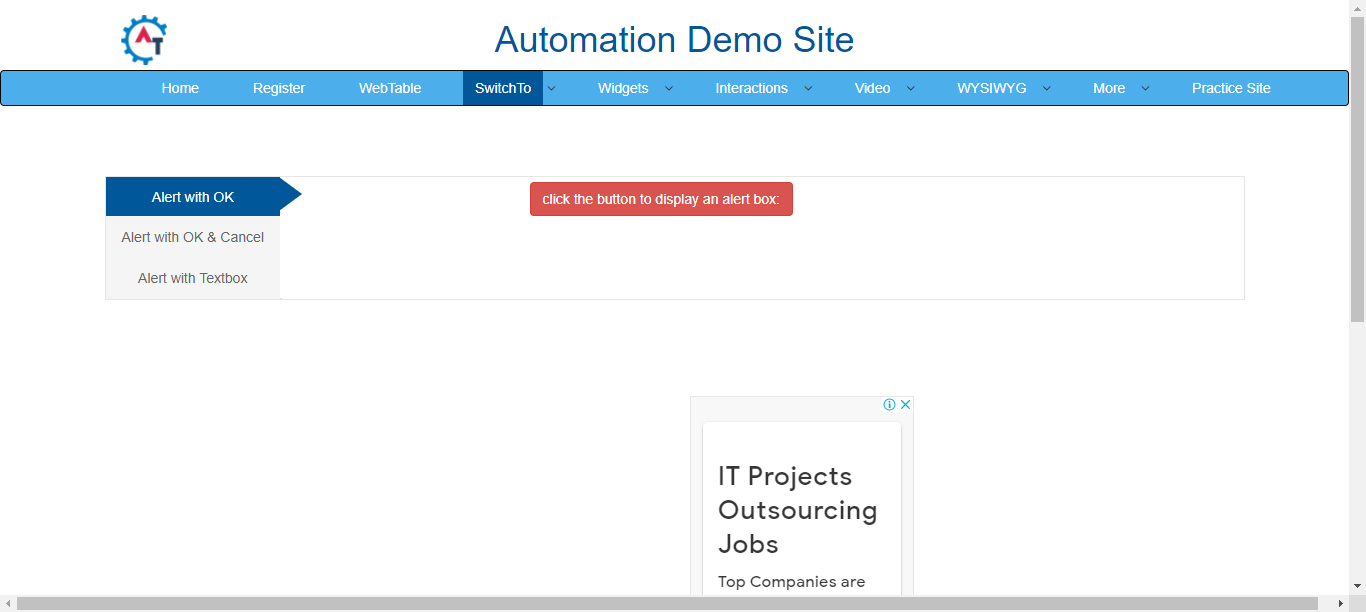 AT
Automation Demo Site
Home Register WebTable SwitchTo Widgets Interactions Video WYSIWYG More Practice Site
Alert with OK
click the button to display an alert box:
Alert with OK & Cancel
Alert with Textbox
IT Projects
Outsourcing
Jobs
Top Companies are